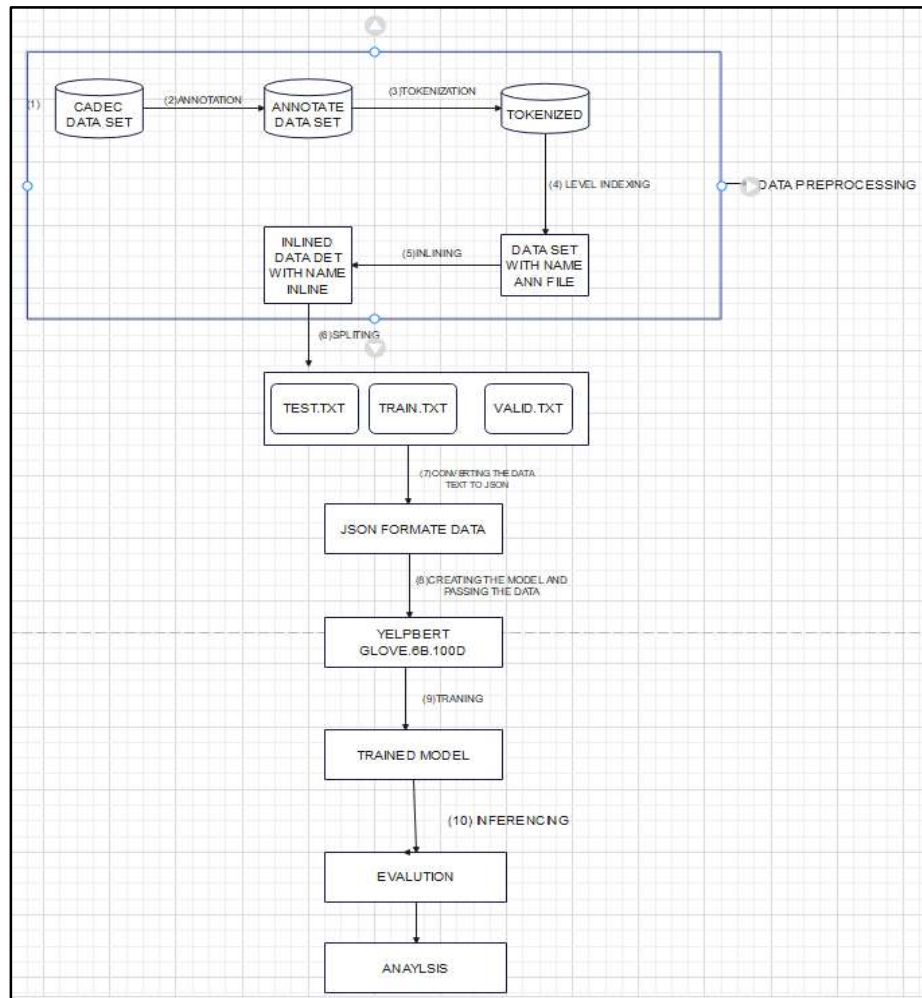 (1)
CADEC
DATA SET
(2)ANNOTATION
ANNOTATE
DATA SET
(3)TOKENIZATION
TOKENIZED
(4) LEVEL INDEXING
DATA PREPROCESSING
DATA SET
WITH NAME
ANN FILE
(5)INLINING
INLINED
DATA DET
WITH NAME
INLINE
(6)SPLITING
TEST.TXT
TRAIN.TXT
VALID.TXT
(7)CONVERTING THE DATA
TEXT TO JSON
JSON FORMATE DATA
(8)CREATING THE MODEL AND
PASSING THE DATA
YELPBERT
GLOVE.6B.100D
(9)TRANING
TRAINED MODEL
(10) INFERENCING
EVALUTION
ANAYLSIS